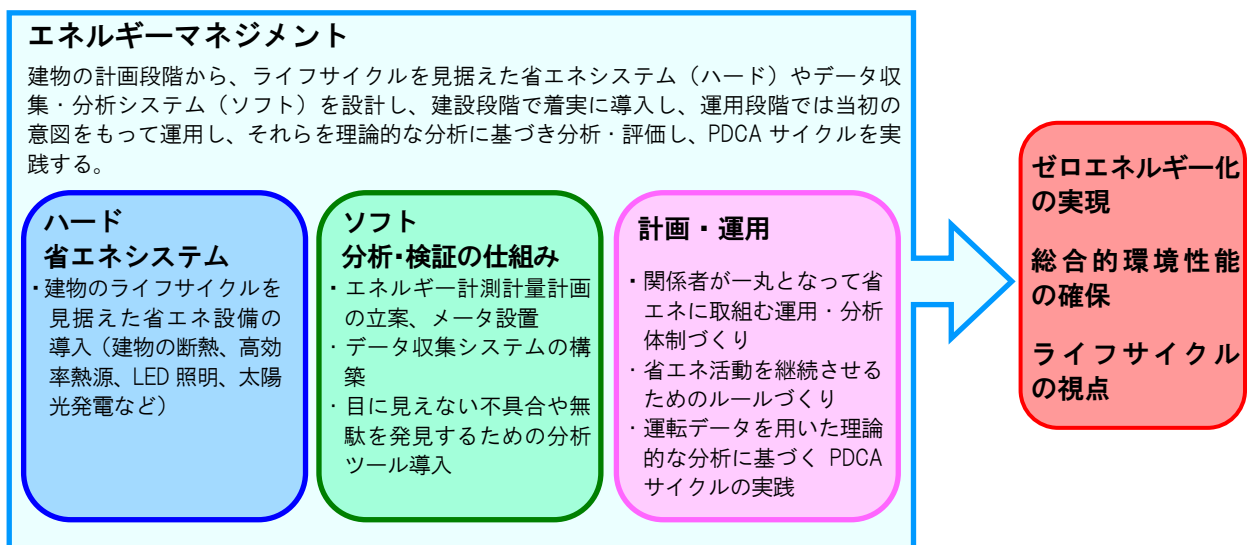 エネルギーマネジメント
建物の計画段階から、ライフサイクルを見据えた省エネシステム（ハード）やデータ収
集・分析システム（ソフト）を設計し、建設段階で着実に導入し、運用段階では当初の
意図をもって運用し、それらを理論的な分析に基づき分析・評価し、PDCA サイクルを実
践する。
ハード
省エネシステム
・建物のライフサイクルを
見据えた省エネ設備の
導入（建物の断熱、高効
率熱源、LED 照明、太陽
光発電など）
ソフト
分析・検証の仕組み
・エネルギー計測計量計画
の立案、メータ設置
・データ収集システムの構
築
・目に見えない不具合や無
駄を発見するための分析
ツール導入
計画・運用
・関係者が一丸となって省
エネに取組む運用・分析
体制づくり
・省エネ活動を継続させる
ためのルールづくり
・運転データを用いた理論
的な分析に基づく PDCA
サイクルの実践
ゼロエネルギー化
の実現
総合的環境性能
の確保
ライフサイクル
の視点